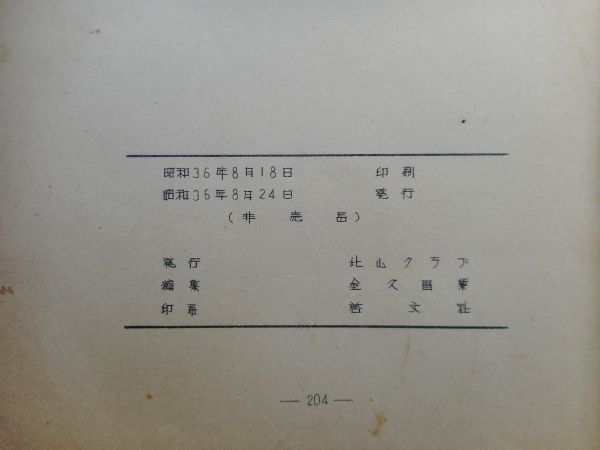 昭和36年8月18日 印刷
昭和36年8月24日 発行
(非売品)
発行 北山クラブ
編集 金久昌業
印刷 啓文社
— 204 —